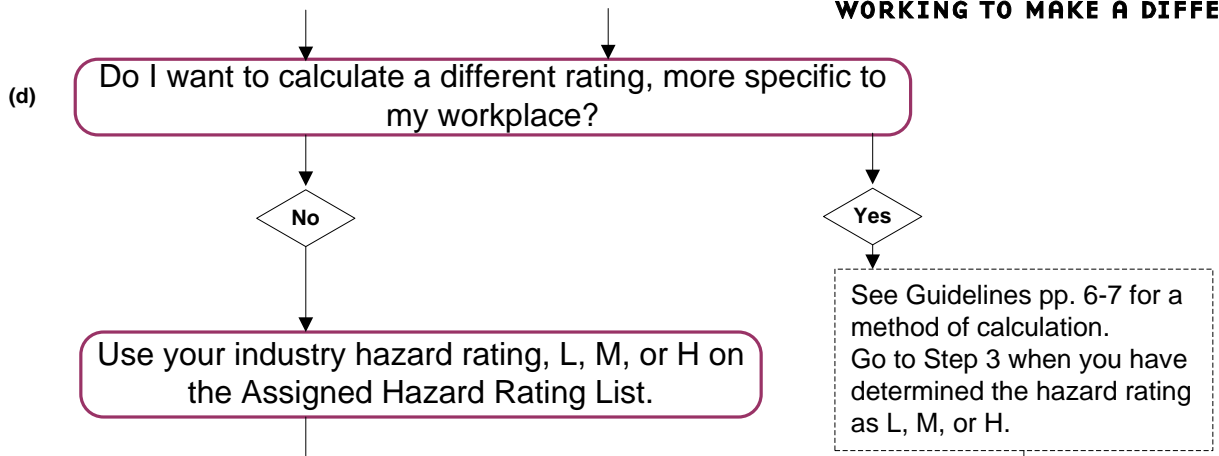 WORKING TO MAKE A DIFFE
(d)
Do I want to calculate a different rating, more specific to
my workplace?
No
Yes
See Guidelines pp. 6-7 for a
method of calculation.
Go to Step 3 when you have
determined the hazard rating
as L, M, or H.
Use your industry hazard rating, L, M, or H on
the Assigned Hazard Rating List.